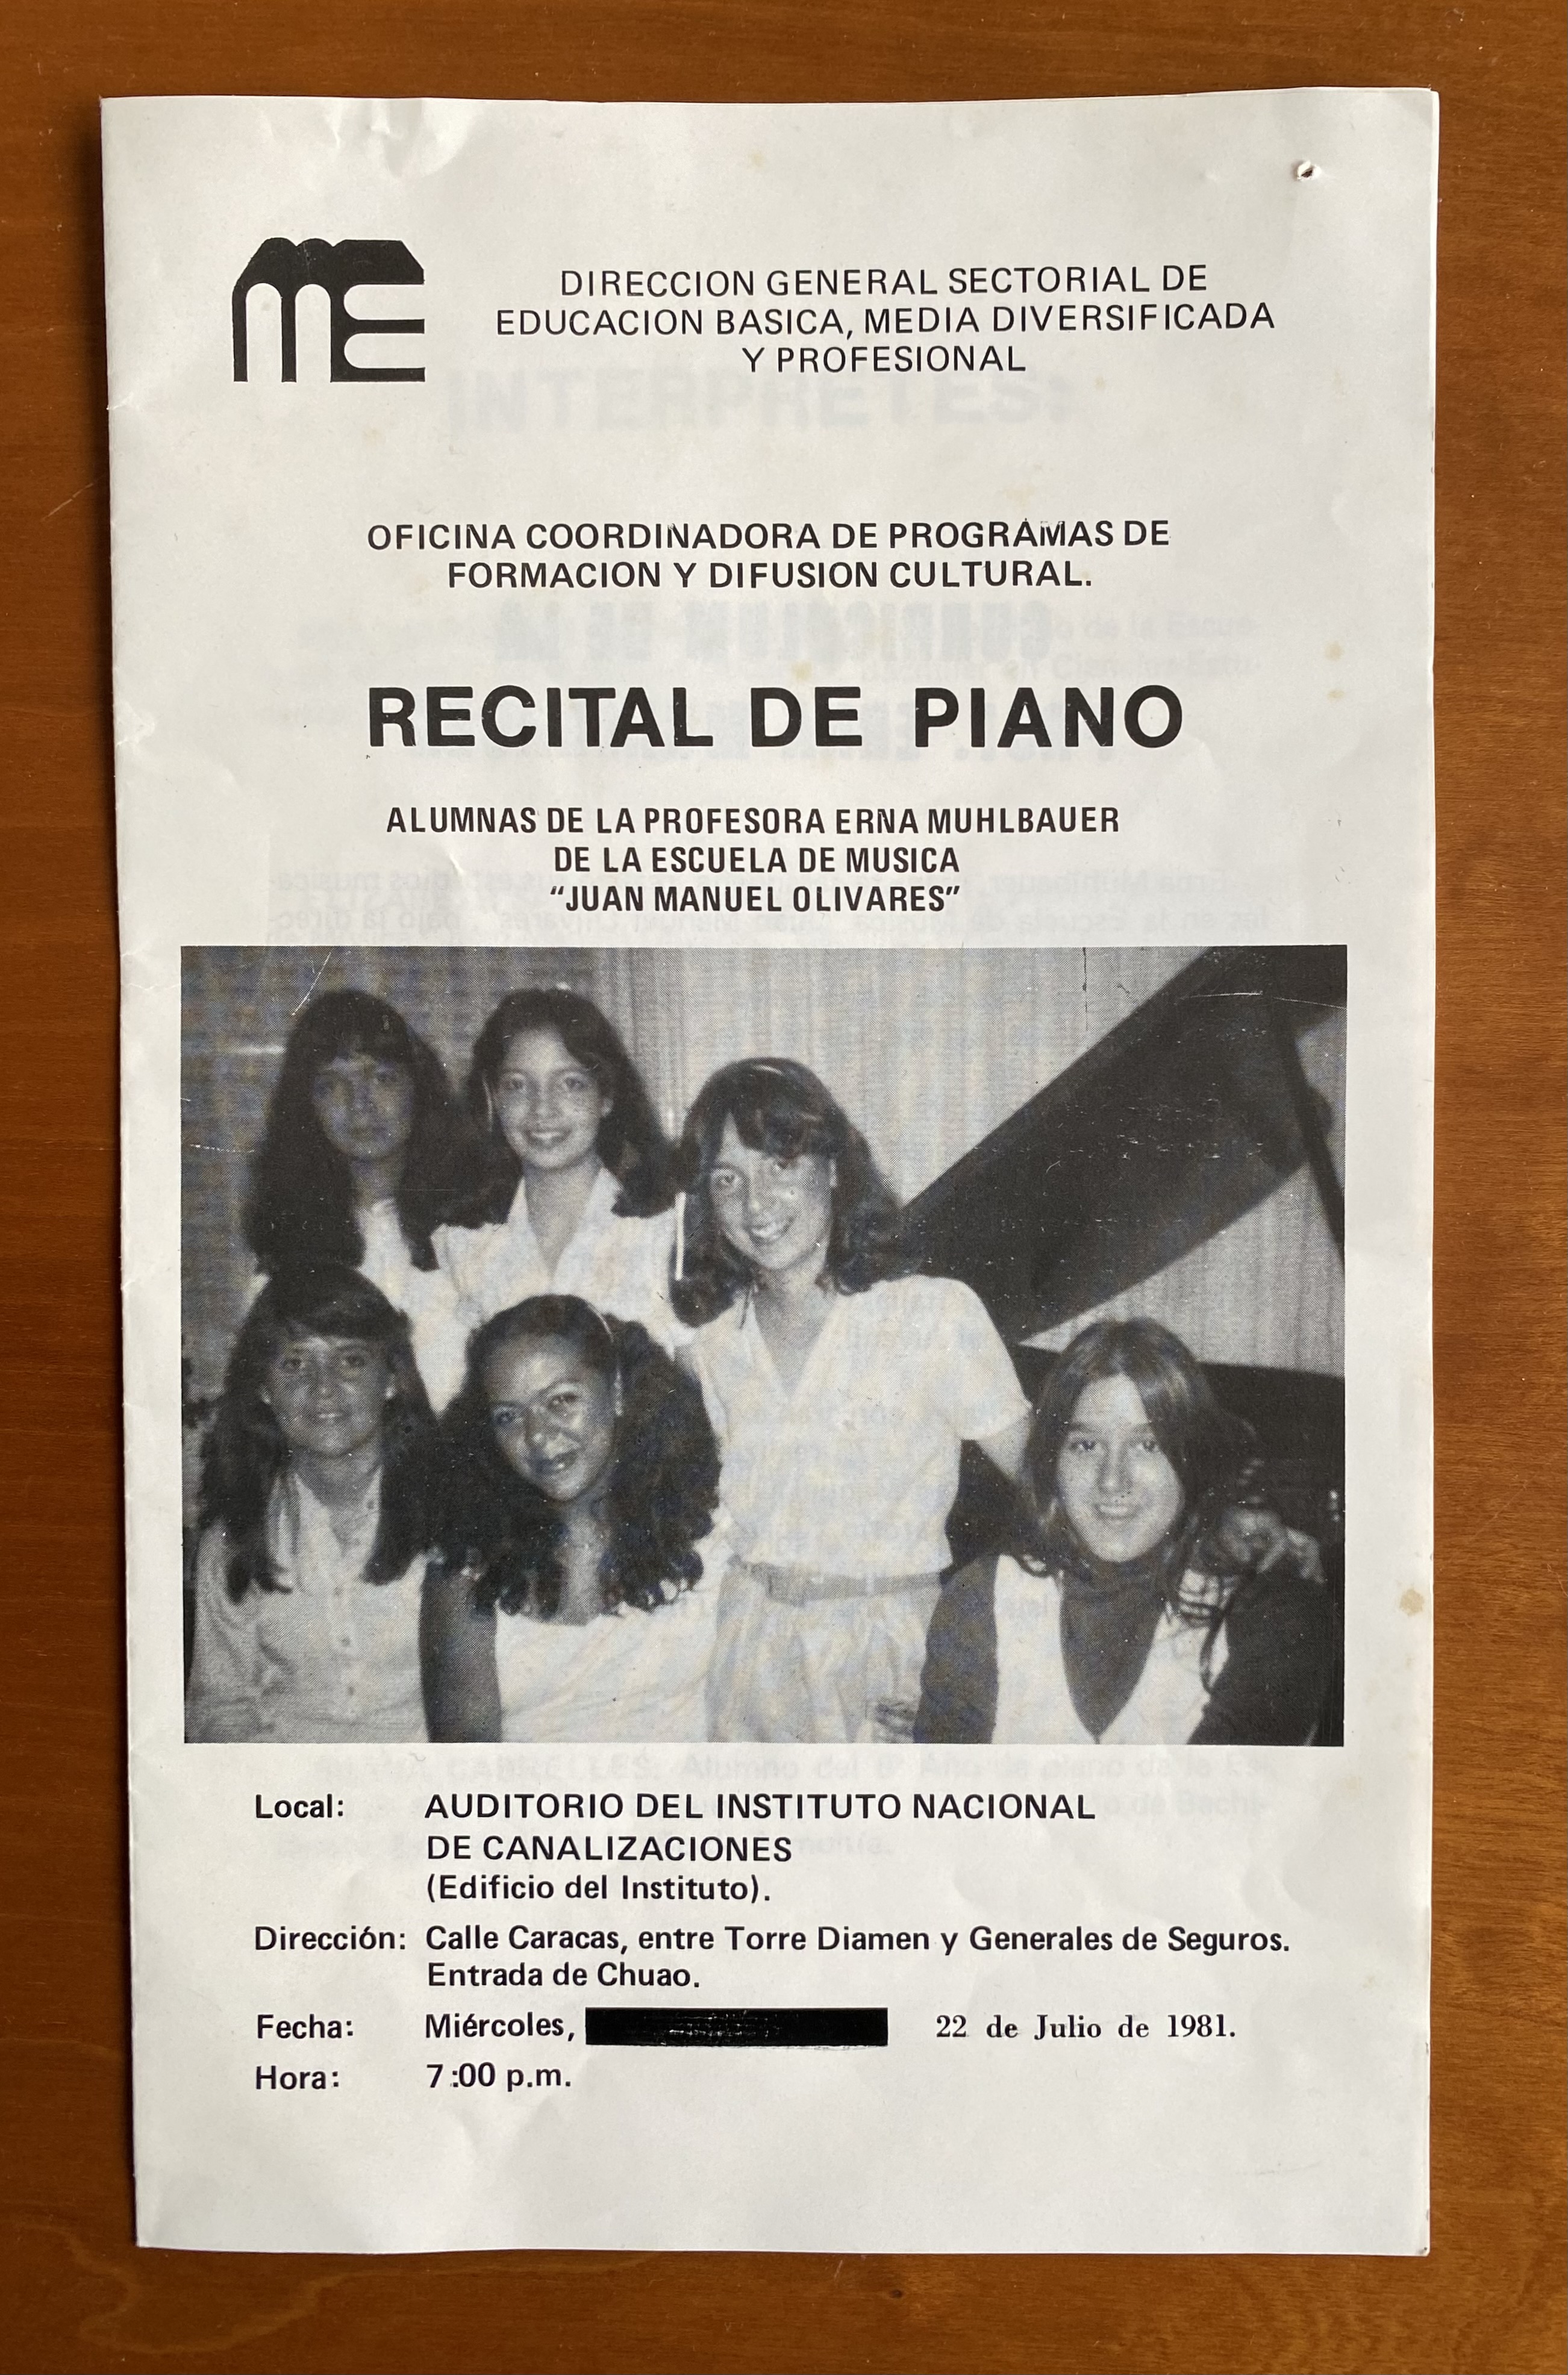 ME
DIRECCION GENERAL SECTORIAL DE
EDUCACION BASICA, MEDIA DIVERSIFICADA
Y PROFESIONAL
INTERPRETES:
OFICINA COORDINADORA DE PROGRAMAS DE
FORMACION Y DIFUSION CULTURAL.
RECITAL DE PIANO
ALUMNAS DE LA PROFESORA ERNA MUHLBAUER
DE LA ESCUELA DE MUSICA
“JUAN MANUEL OLIVARES”
Local: AUDITORIO DEL INSTITUTO NACIONAL
DE CANALIZACIONES
(Edificio del Instituto).
Dirección: Calle Caracas, entre Torre Diamen y Generales de Seguros.
Entrada de Chuao.
Fecha: Miércoles, 22 de Julio de 1981.
Hora: 7:00 p.m.